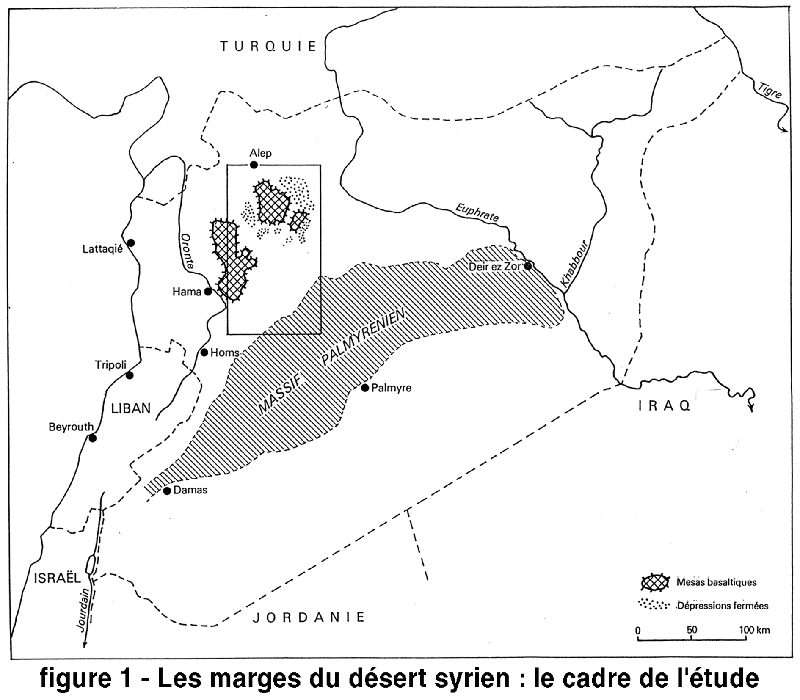 TURQUIE
Tigre
Alep
Euphrate
Lattaqié
Oronte
Khabbour
Deir ez Zor
Hama
MASSIF PALMYRÉNIEN
Homs
Tripoli
Palmyre
LIBAN
IRAQ
Beyrouth
Damas
ISRAËL
Jourdain
JORDANIE
Mesas basaltiques
Dépressions fermées
0 50 100 km
figure 1 - Les marges du désert syrien : le cadre de l'étude